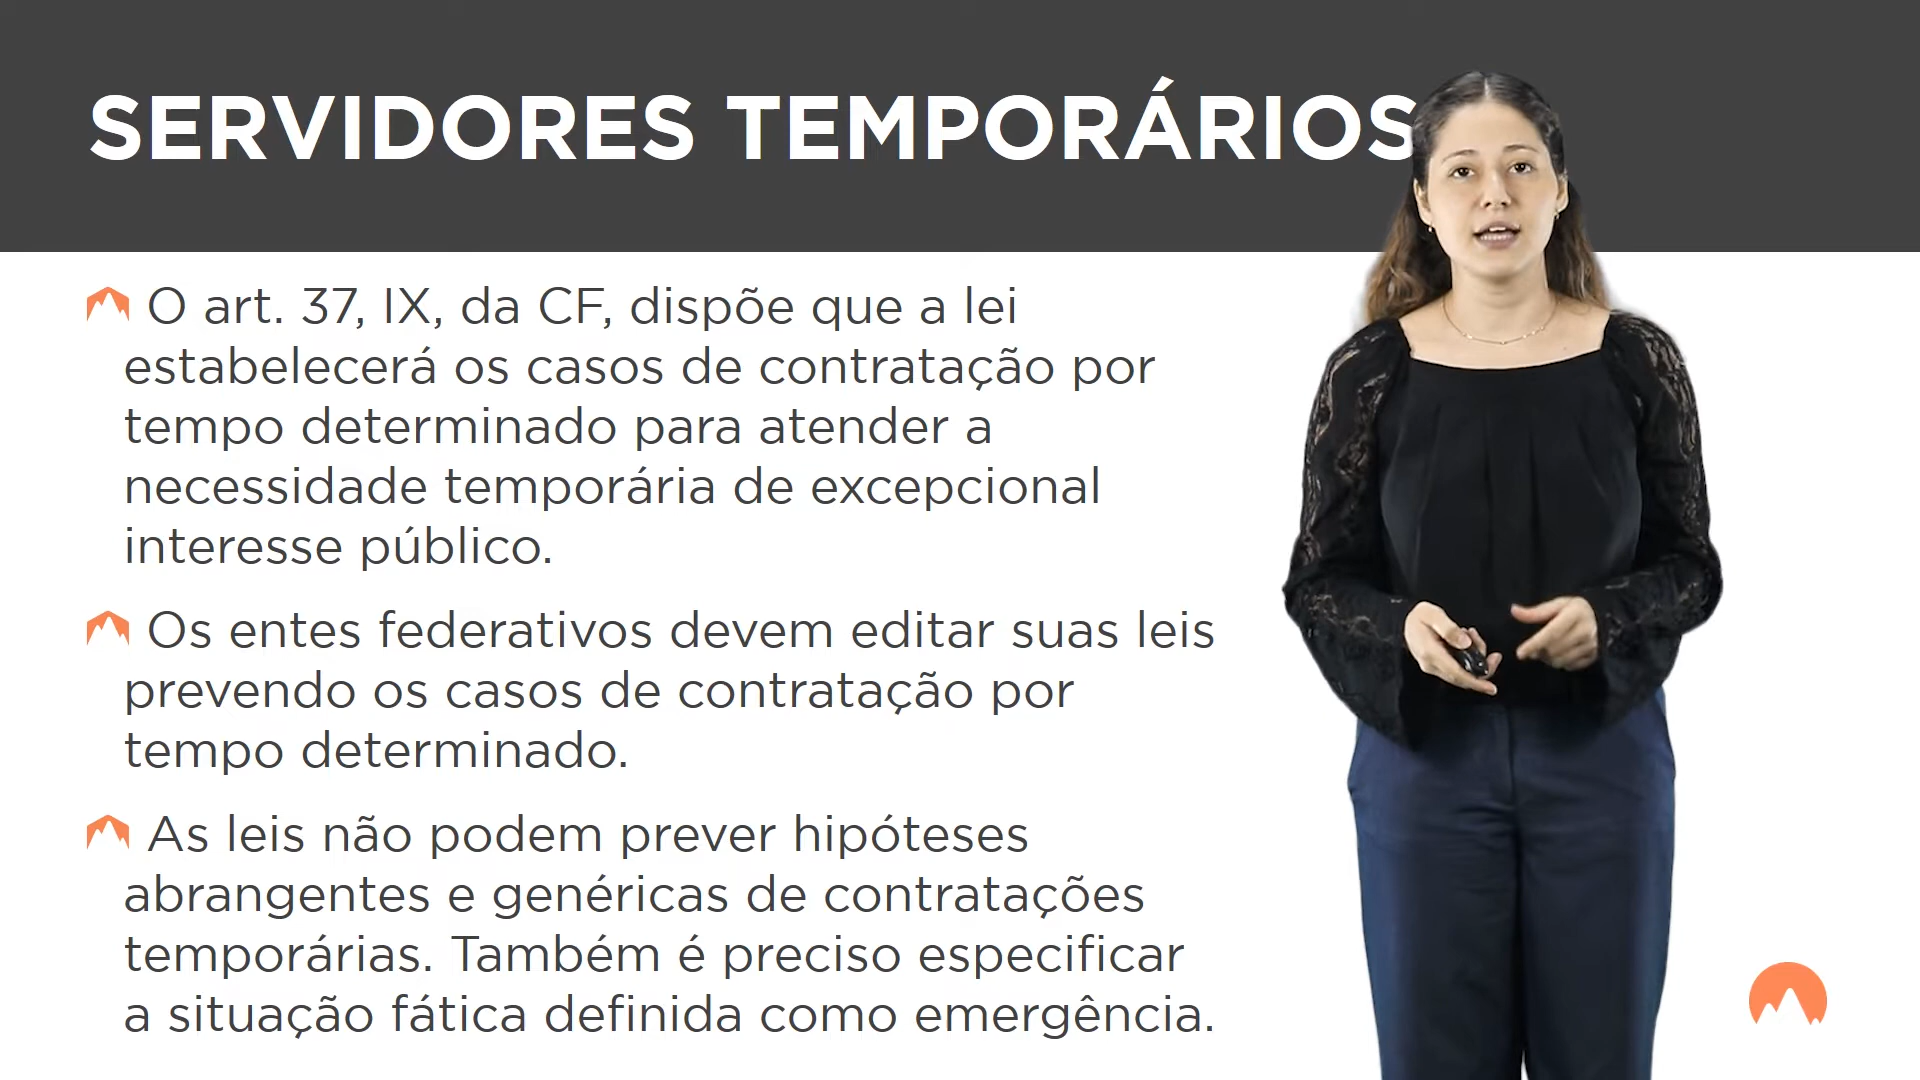 SERVIDORES TEMPORÁRIOS
O art. 37, IX, da CF, dispõe que a lei
estabelecerá os casos de contratação por
tempo determinado para atender a
necessidade temporária de excepcional
interesse público.
Os entes federativos devem editar suas leis
prevendo os casos de contratação por
tempo determinado.
As leis não podem prever hipóteses
abrangentes e genéricas de contratações
temporárias. Também é preciso especificar
a situação fática definida como emergência.